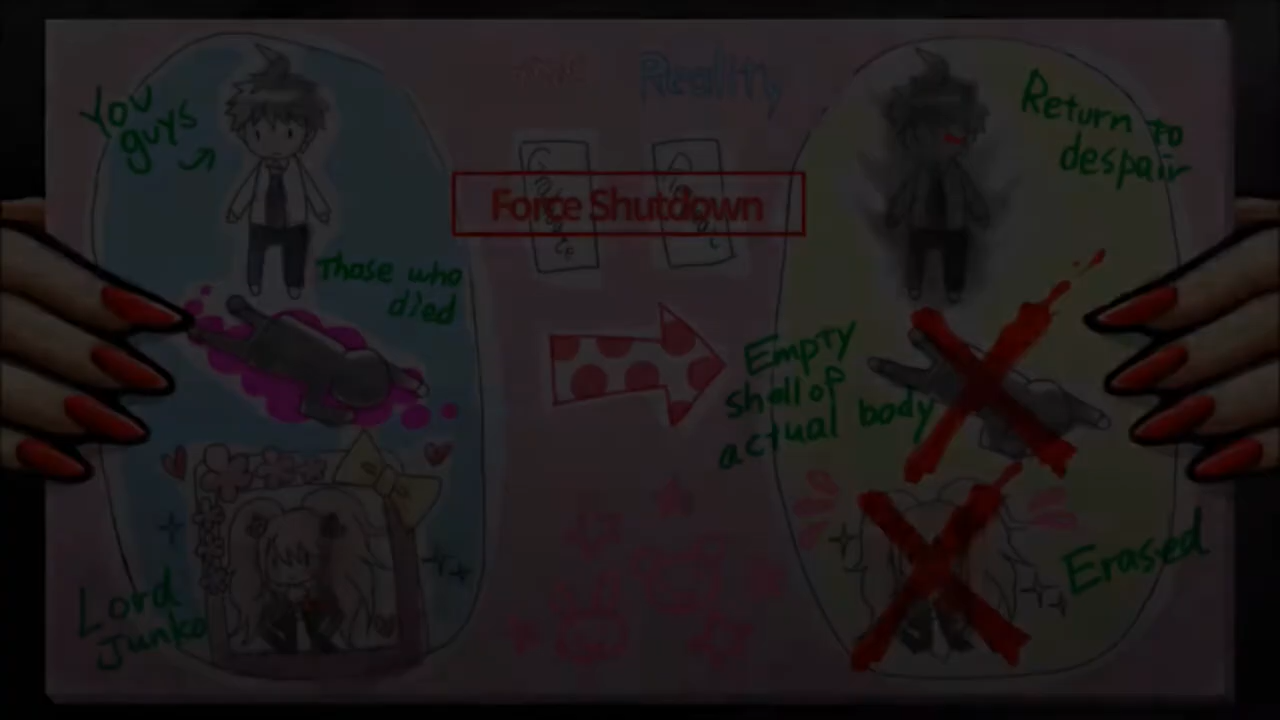 Reality
You
guys
Return to
despair
Force Shutdown
Those who
died
Empty
shell of
actual body
Lord
Junko
Erased